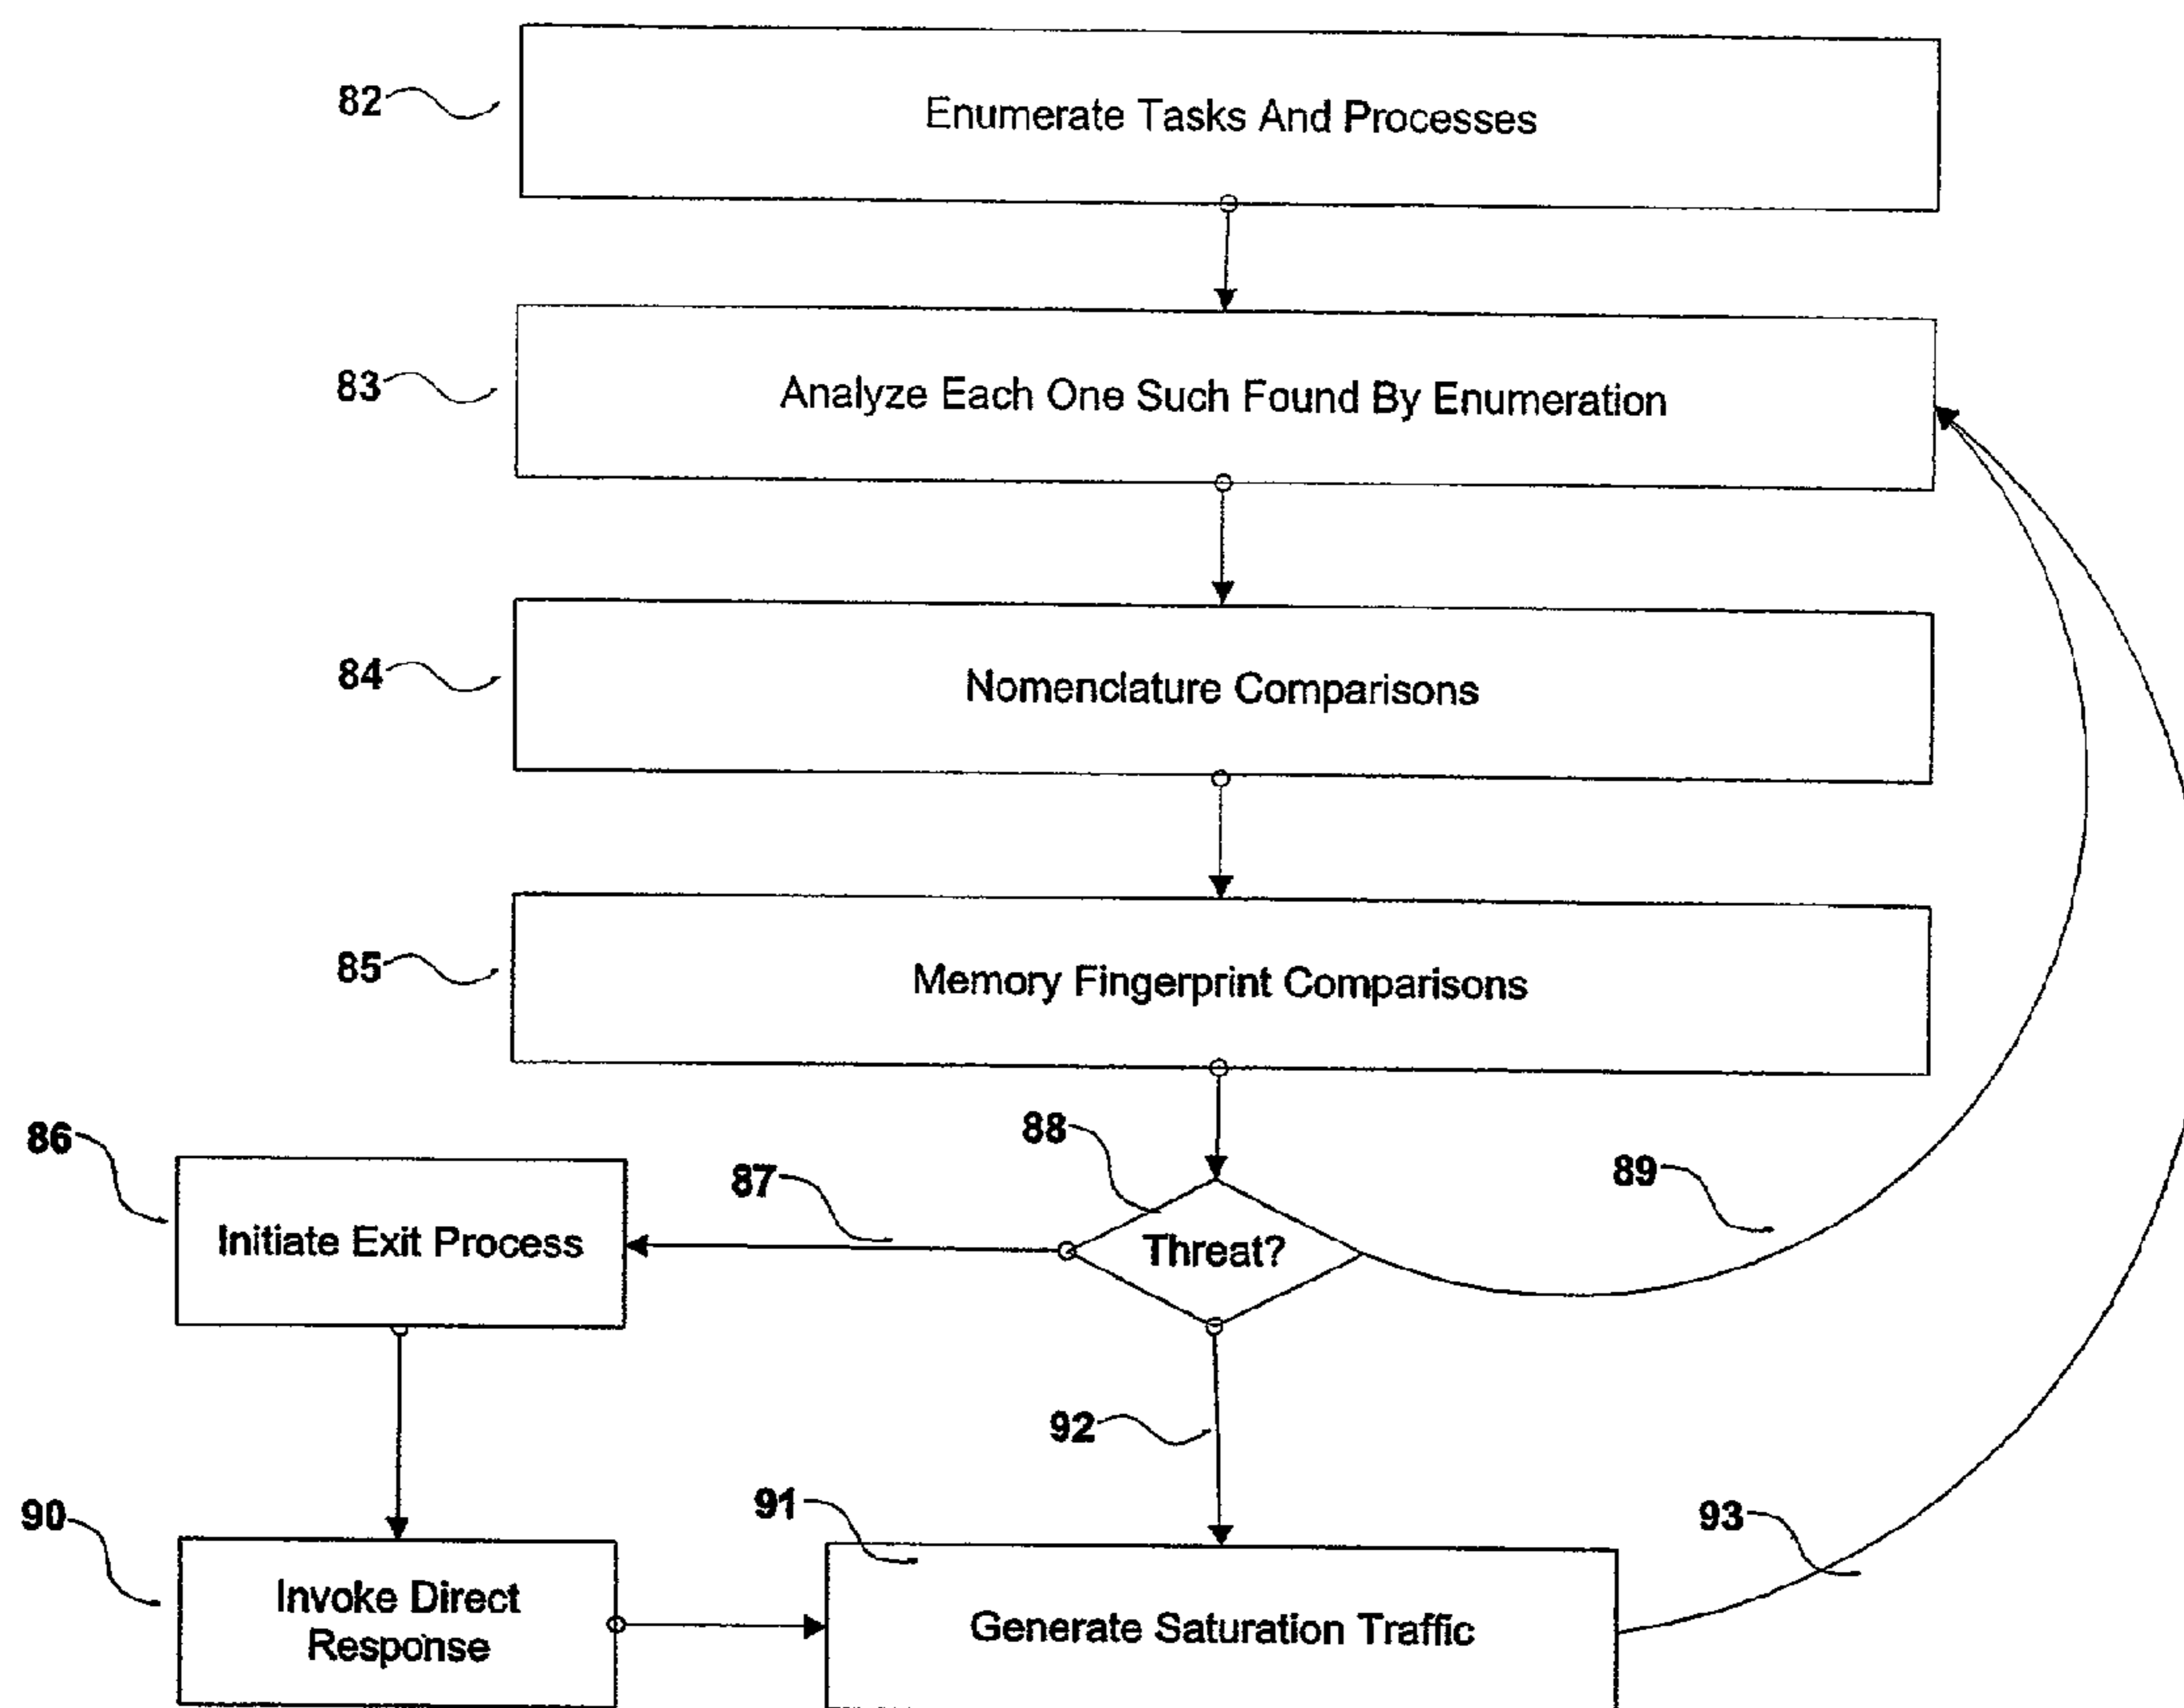 82
Enumerate Tasks And Processes
83
Analyze Each One Such Found By Enumeration
84
Nomenclature Comparisons
85
Memory Fingerprint Comparisons
86
Initiate Exit Process
87
88
Threat?
89
92
90
Invoke Direct
Response
91
Generate Saturation Traffic
93